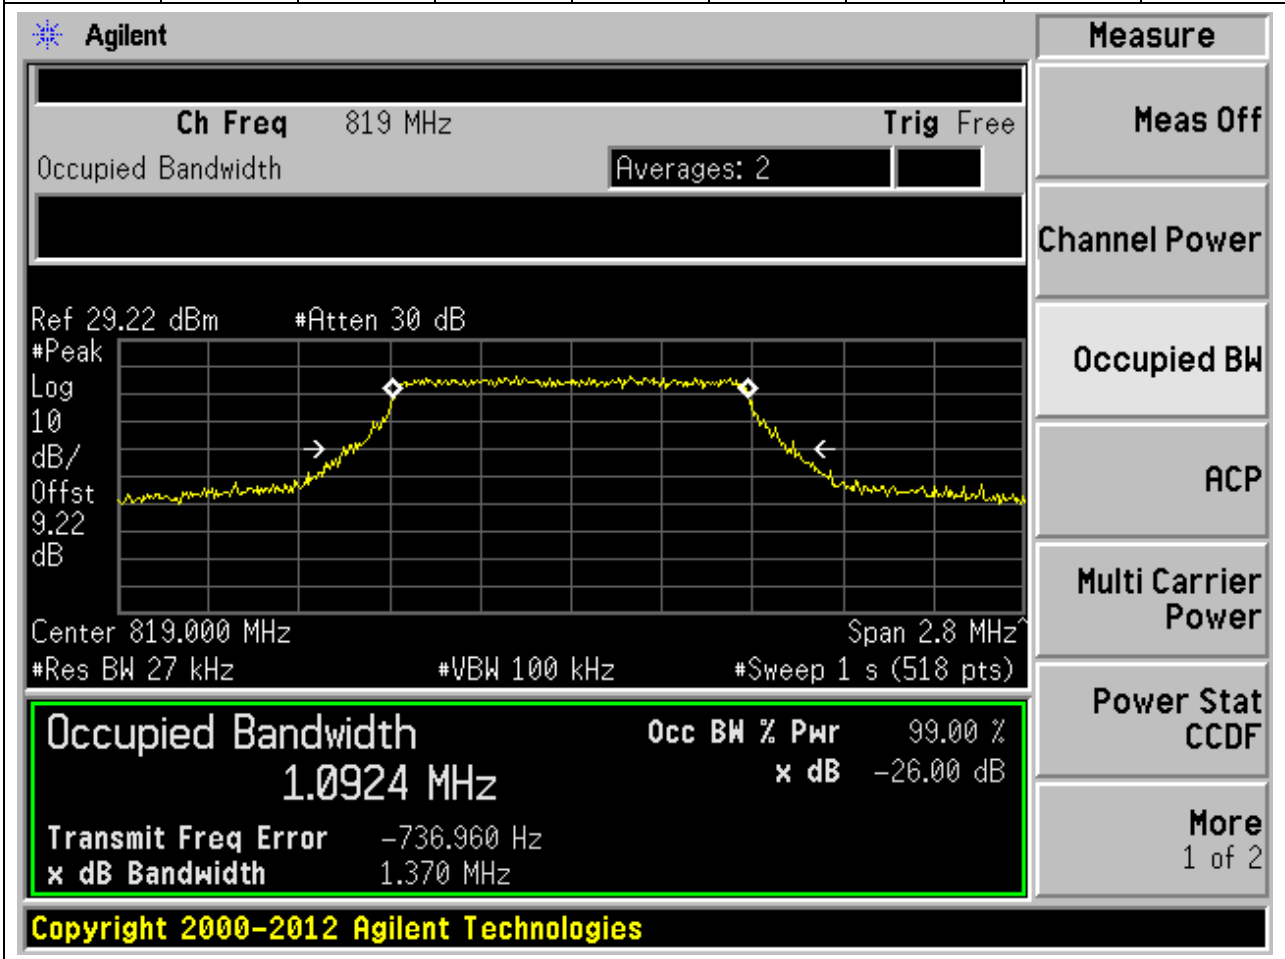 Agilent
Measure
Ch Freq 819 MHz Trig Free
Occupied Bandwidth Averages: 2
Meas Off
Channel Power
Occupied BW
ACP
Multi Carrier
Power
Power Stat
CCDF
More
1 of 2
Ref 29.22 dBm #Atten 30 dB
#Peak
Log
10
dB/
Offst
9.22
dB
Center 819.000 MHz Span 2.8 MHz^
#Res BW 27 kHz #VBW 100 kHz #Sweep 1 s (518 pts)
Occupied Bandwidth Occ BW % Pwr 99.00 %
1.0924 MHz x dB -26.00 dB
Transmit Freq Error -736.960 Hz
x dB Bandwidth 1.370 MHz
Copyright 2000-2012 Agilent Technologies